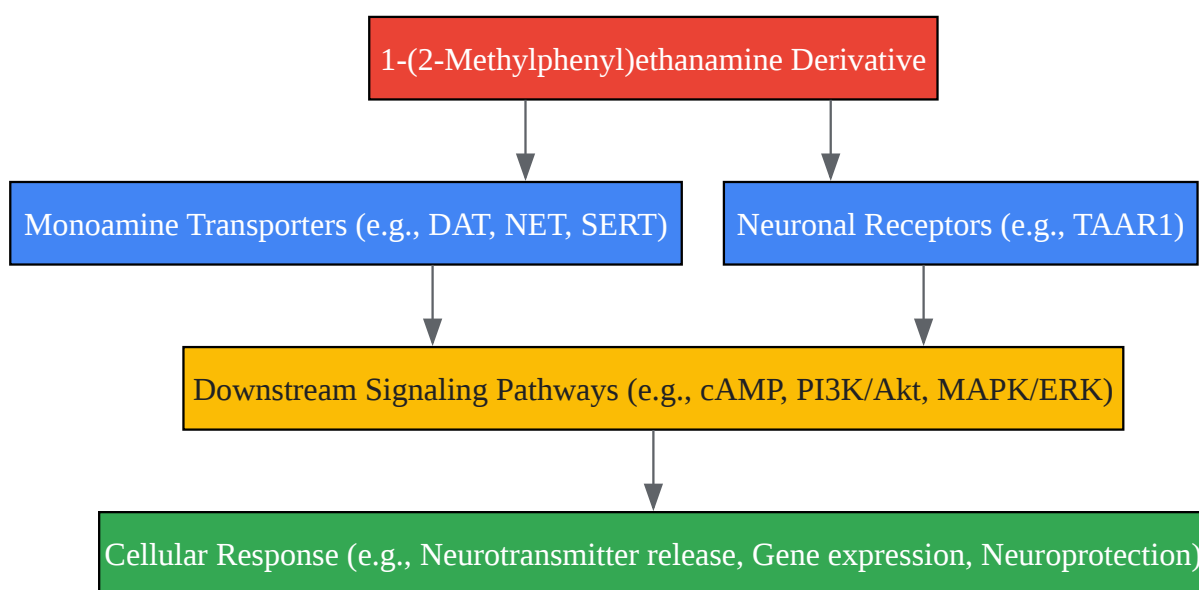 1-(2-Methylphenyl)ethanamine Derivative
Monoamine Transporters (e.g., DAT, NET, SERT)
Neuronal Receptors (e.g., TAAR1)
Downstream Signaling Pathways (e.g., cAMP, PI3K/Akt, MAPK/ERK)
Cellular Response (e.g., Neurotransmitter release, Gene expression, Neuroprotection)